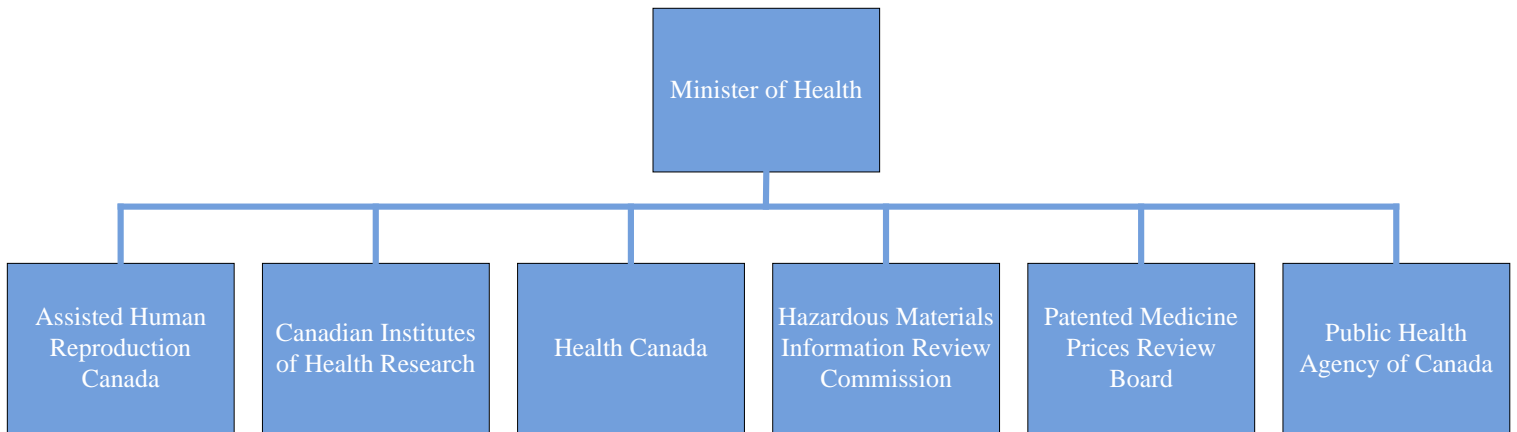 Minister of Health
Assisted Human
Reproduction
Canada
Canadian Institutes
of Health Research
Health Canada
Hazardous Materials
Information Review
Commission
Patented Medicine
Prices Review
Board
Public Health
Agency of Canada